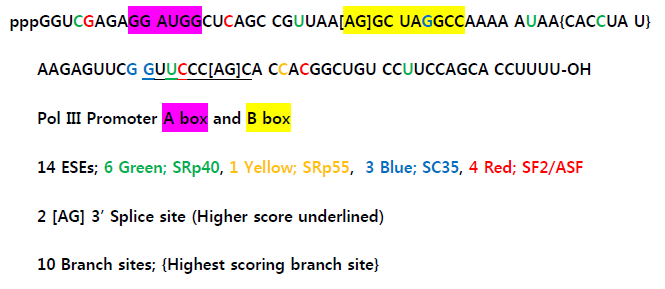 pppGGUCGAGAGG AUGGCUCAGC CGUUAA[AG]GC UAGGCCAAAA AUAA{CACCUA U}
AAGAGUUCG GUUCCCC[AG]CA CCACGGCUGU CCUUCCAGCA CCUUUU-OH
Pol III Promoter A box and B box
14 ESEs; 6 Green; SRp40, 1 Yellow; SRp55, 3 Blue; SC35, 4 Red; SF2/ASF
2 [AG] 3’ Splice site (Higher score underlined)
10 Branch sites; {Highest scoring branch site}